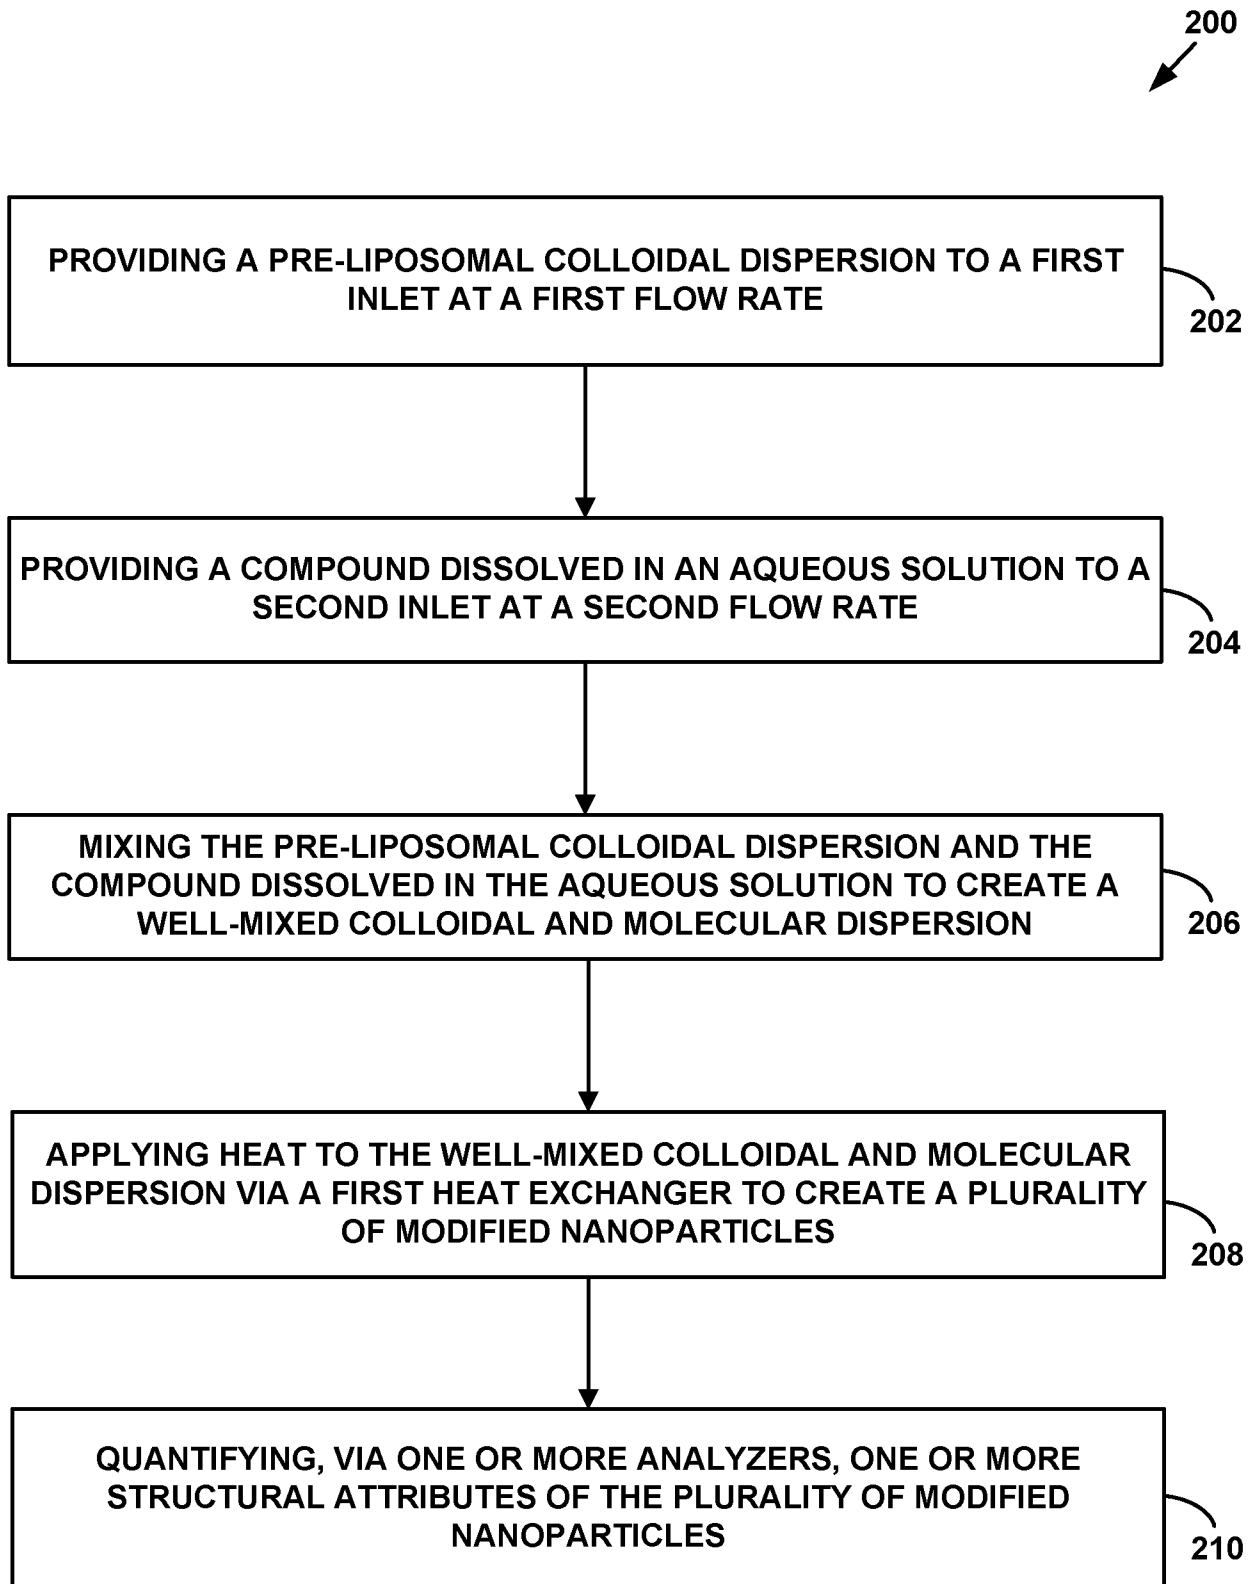 200
PROVIDING A PRE-LIPOSOMAL COLLOIDAL DISPERSION TO A FIRST
INLET AT A FIRST FLOW RATE
202
PROVIDING A COMPOUND DISSOLVED IN AN AQUEOUS SOLUTION TO A
SECOND INLET AT A SECOND FLOW RATE
204
MIXING THE PRE-LIPOSOMAL COLLOIDAL DISPERSION AND THE
COMPOUND DISSOLVED IN THE AQUEOUS SOLUTION TO CREATE A
WELL-MIXED COLLOIDAL AND MOLECULAR DISPERSION
206
APPLYING HEAT TO THE WELL-MIXED COLLOIDAL AND MOLECULAR
DISPERSION VIA A FIRST HEAT EXCHANGER TO CREATE A PLURALITY
OF MODIFIED NANOPARTICLES
208
QUANTIFYING, VIA ONE OR MORE ANALYZERS, ONE OR MORE
STRUCTURAL ATTRIBUTES OF THE PLURALITY OF MODIFIED
NANOPARTICLES
210